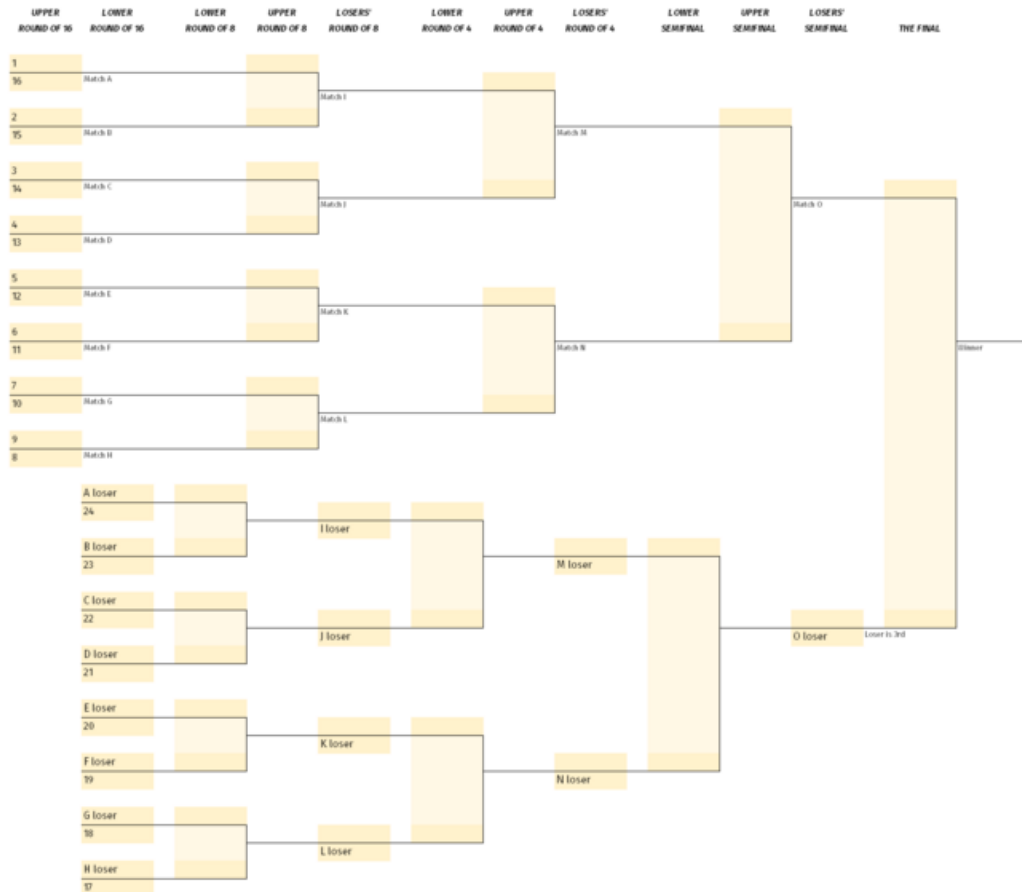 UPPER ROUND OF 16
LOWER ROUND OF 16
LOWER ROUND OF 8
UPPER ROUND OF 8
LOSERS' ROUND OF 8
LOWER ROUND OF 4
UPPER ROUND OF 4
LOSERS' ROUND OF 4
LOWER SEMIFINAL
UPPER SEMIFINAL
LOSERS' SEMIFINAL
THE FINAL
1
16
Match A
Match I
2
15
Match B
Match M
3
14
Match C
Match J
Match O
4
13
Match D
5
12
Match E
Match K
6
11
Match F
Match N
Winner
7
10
Match G
Match L
9
8
Match H
A loser
24
I loser
B loser
23
M loser
C loser
22
J loser
O loser
Loser is 3rd
D loser
21
E loser
20
K loser
F loser
19
N loser
G loser
18
L loser
H loser
17